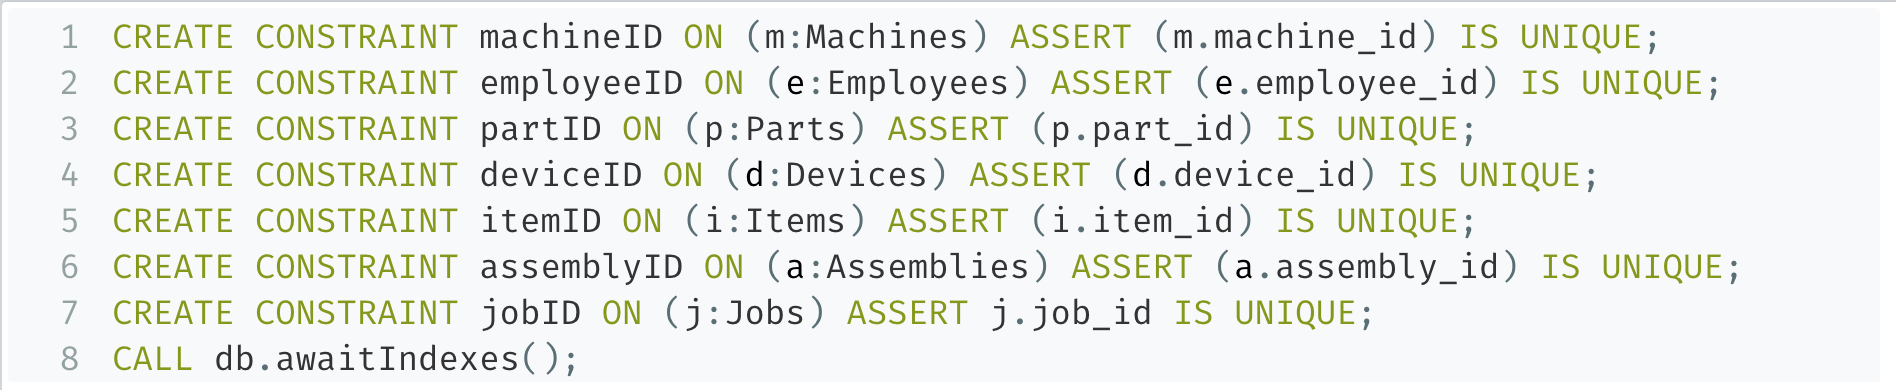 1 CREATE CONSTRAINT machineID ON (m:Machines) ASSERT (m.machine_id) IS UNIQUE;
2 CREATE CONSTRAINT employeeID ON (e:Employees) ASSERT (e.employee_id) IS UNIQUE;
3 CREATE CONSTRAINT partID ON (p:Parts) ASSERT (p.part_id) IS UNIQUE;
4 CREATE CONSTRAINT deviceID ON (d:Devices) ASSERT (d.device_id) IS UNIQUE;
5 CREATE CONSTRAINT itemID ON (i:Items) ASSERT (i.item_id) IS UNIQUE;
6 CREATE CONSTRAINT assemblyID ON (a:Assemblies) ASSERT (a.assembly_id) IS UNIQUE;
7 CREATE CONSTRAINT jobID ON (j:Jobs) ASSERT j.job_id IS UNIQUE;
8 CALL db.awaitIndexes();